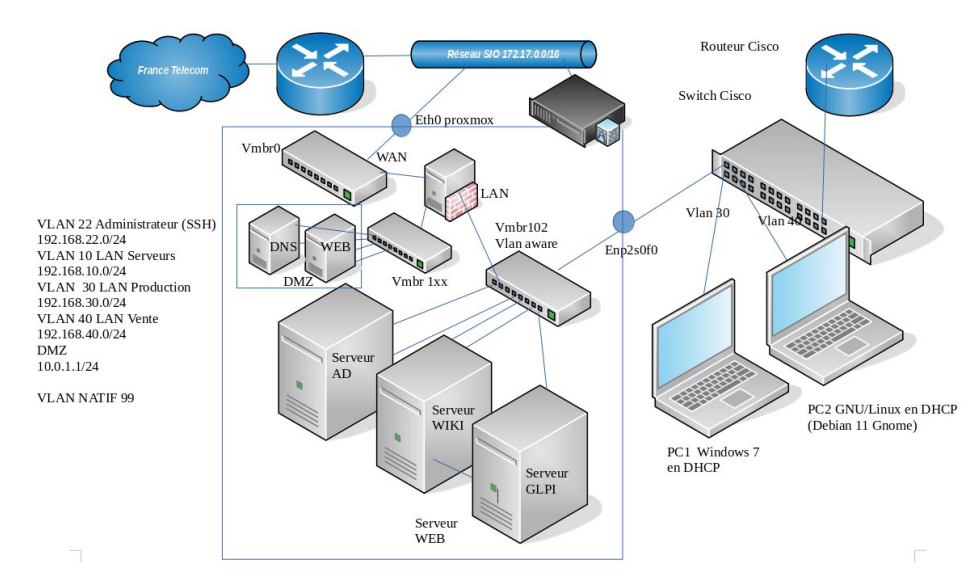 France Telecom
Réseau SIO 172.17.0.0/16
Routeur Cisco
Switch Cisco
Eth0 proxmox
Vmbr0
WAN
LAN
VLAN 22 Administrateur (SSH)
192.168.22.0/24
VLAN 10 LAN Serveurs
192.168.10.0/24
VLAN  30 LAN Production
192.168.30.0/24
VLAN 40 LAN Vente
192.168.40.0/24
DMZ
10.0.1.1/24
VLAN NATIF 99
DNS
WEB
DMZ
Vmbr 1xx
Vmbr102
Vlan aware
Enp2s0f0
Vlan 30
Vlan 40
Serveur
AD
Serveur
WIKI
Serveur
GLPI
Serveur
WEB
PC1  Windows 7
en DHCP
PC2 GNU/Linux en DHCP
(Debian 11 Gnome)